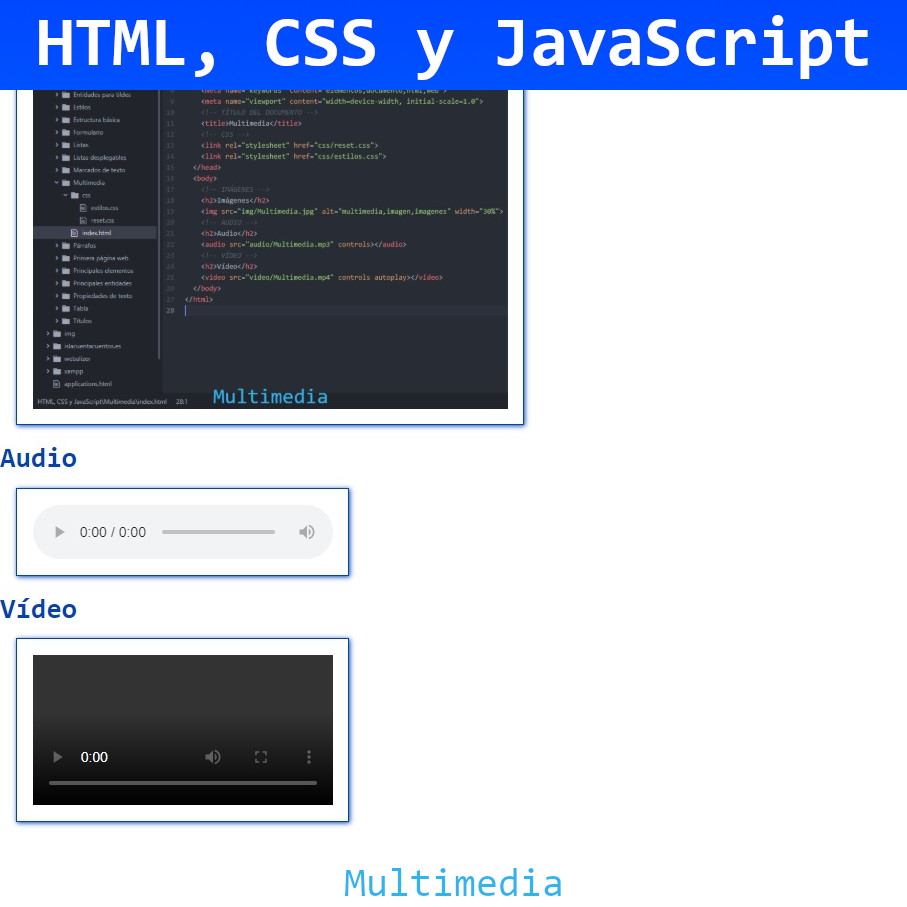 HTML, CSS y JavaScript
Entidades para tildes
Estilos
Estructura básica
Formulario
Listas
Listas desplegables
Marcados de texto
Multimedia
css
estilos.css
reset.css
index.html
Párrafos
Primera página web
Principales elementos
Principales entidades
Propiedades de texto
Tabla
Títulos
img
islacuentacuentos.es
webalizer
xampp
applications.html
HTML, CSS y JavaScript\Multimedia\index.html 28:1
8 <meta name="keywords" content="elementos,documento,html,web">
9 <meta name="viewport" content="width=device-width, initial-scale=1.0">
10 <!-- TÍTULO DEL DOCUMENTO -->
11 <title>Multimedia</title>
12 <!-- CSS -->
13 <link rel="stylesheet" href="css/reset.css">
14 <link rel="stylesheet" href="css/estilos.css">
15 </head>
16 <body>
17 <!-- IMÁGENES -->
18 <h2>Imágenes</h2>
19 <img src="img/Multimedia.jpg" alt="multimedia,imagen,imagenes" width="30%">
20 <!-- AUDIO -->
21 <h2>Audio</h2>
22 <audio src="audio/Multimedia.mp3" controls></audio>
23 <!-- VÍDEO -->
24 <h2>Vídeo</h2>
25 <video src="video/Multimedia.mp4" controls autoplay></video>
26 </body>
27 </html>
28
Multimedia
Audio
0:00 / 0:00
Vídeo
0:00
Multimedia